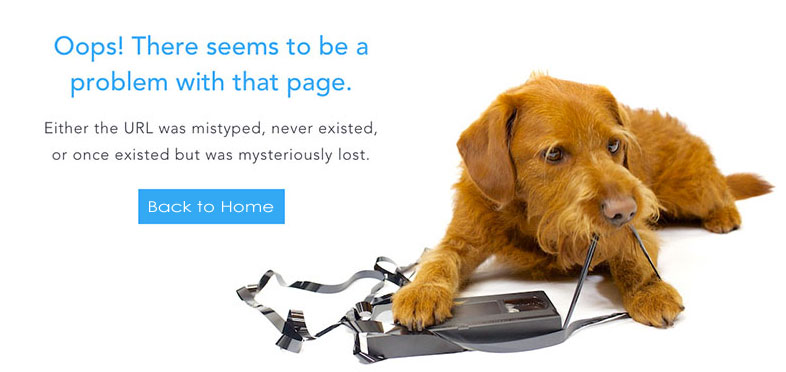 Oops! There seems to be a
problem with that page.
Either the URL was mistyped, never existed,
or once existed but was mysteriously lost.
Back to Home